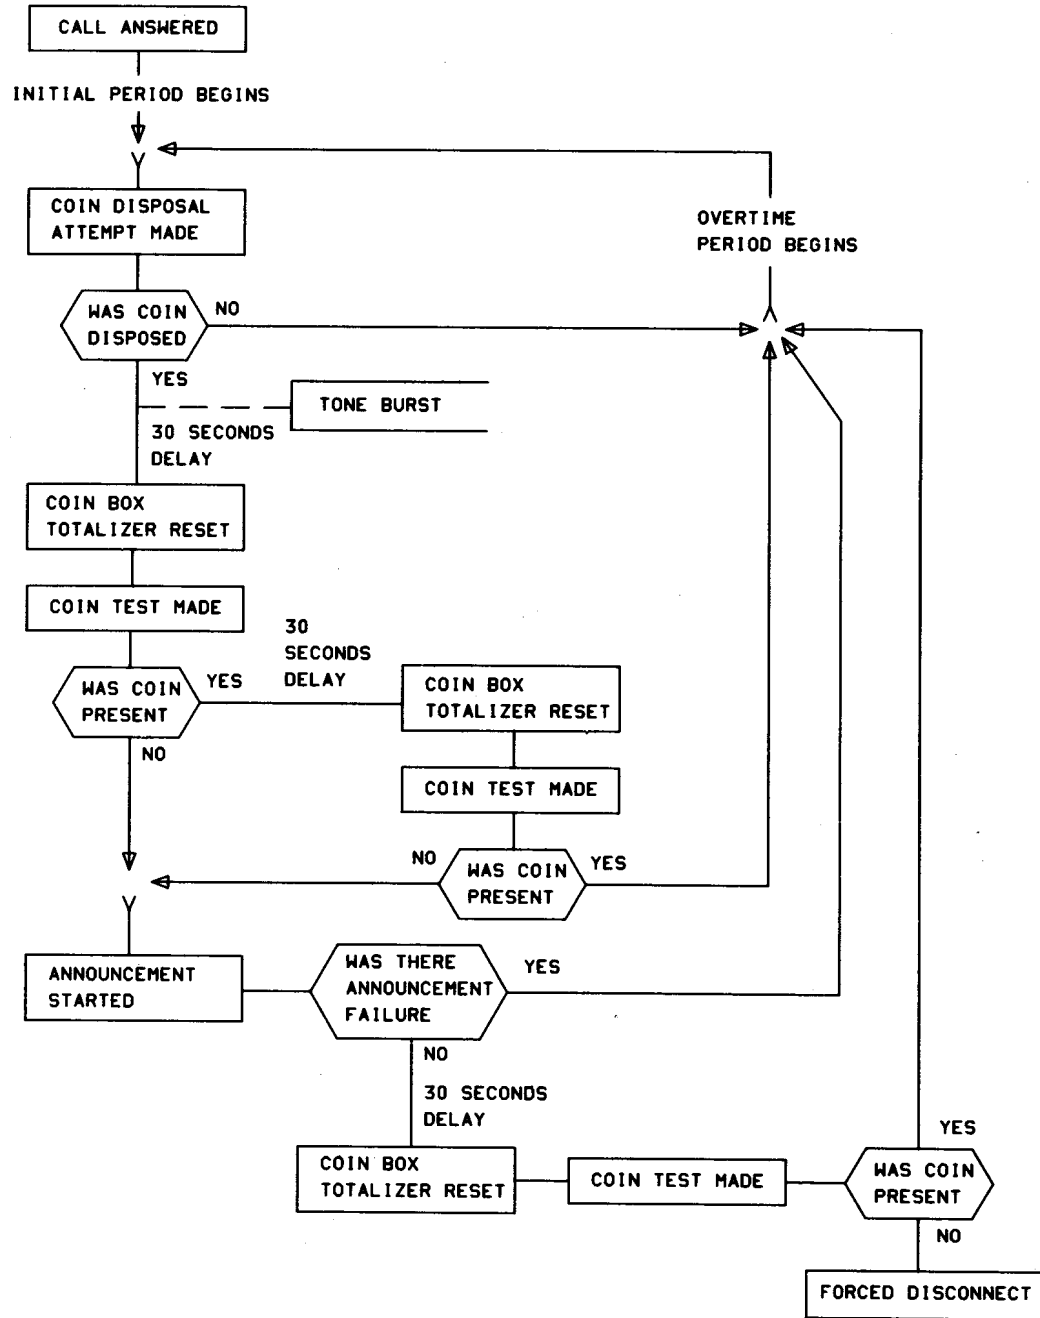 CALL ANSWERED
INITIAL PERIOD BEGINS
COIN DISPOSAL
ATTEMPT MADE
OVERTIME
PERIOD BEGINS
WAS COIN
DISPOSED
NO
YES
TONE BURST
30 SECONDS
DELAY
COIN BOX
TOTALIZER RESET
COIN TEST MADE
WAS COIN
PRESENT
YES
30
SECONDS
DELAY
COIN BOX
TOTALIZER RESET
NO
COIN TEST MADE
NO
WAS COIN
PRESENT
YES
ANNOUNCEMENT
STARTED
WAS THERE
ANNOUNCEMENT
FAILURE
YES
NO
30 SECONDS
DELAY
COIN BOX
TOTALIZER RESET
COIN TEST MADE
YES
WAS COIN
PRESENT
NO
FORCED DISCONNECT